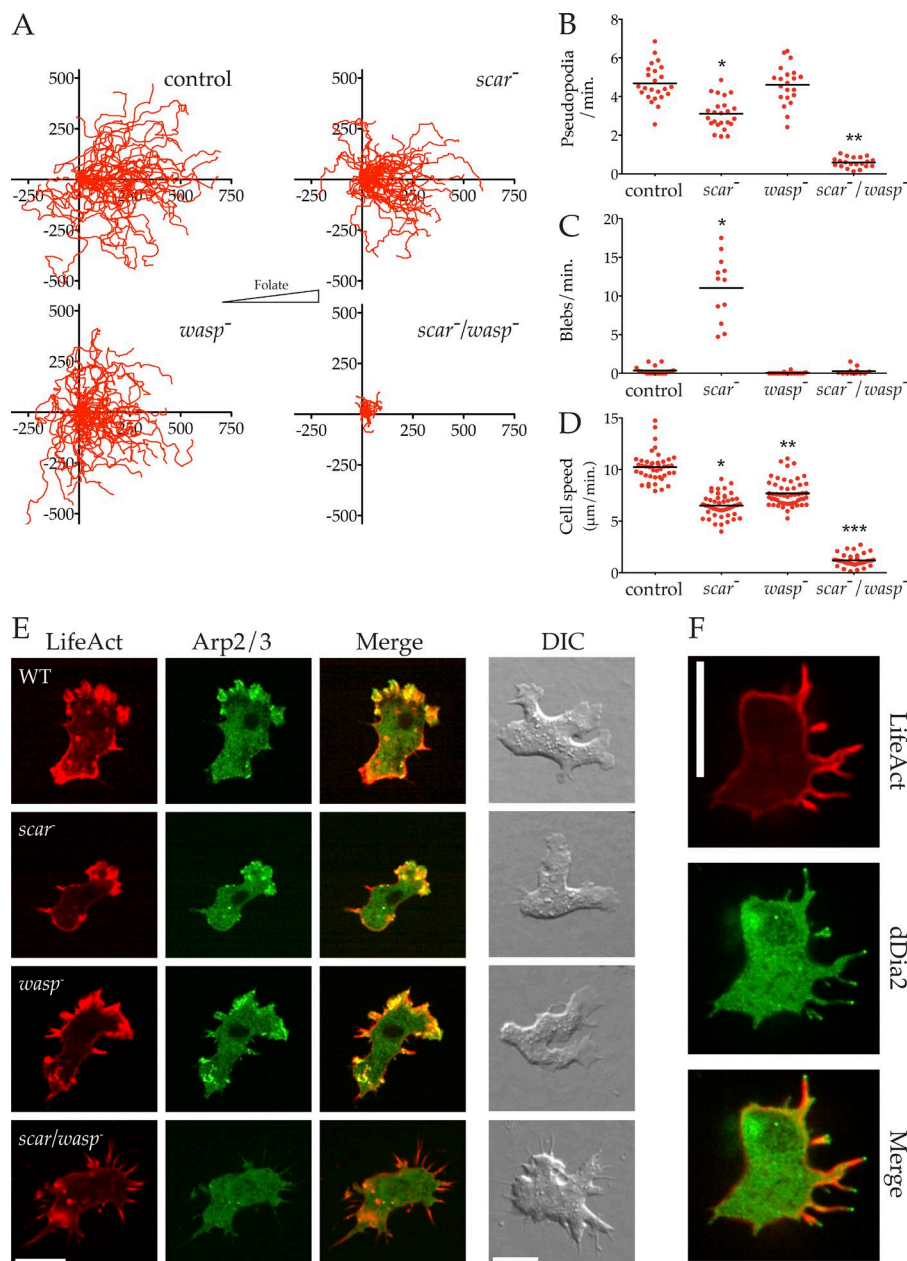 A
control
500
250
-250
250
500
750
-250
-500
scar⁻
500
250
-250
250
500
750
-250
-500
Folate
wasp⁻
500
250
-250
250
500
750
-250
-500
scar⁻/wasp⁻
500
250
-250
250
500
750
-250
-500
B
Pseudopodia
/min.
8
6
4
2
0
*
**
control scar⁻ wasp⁻ scar⁻/wasp⁻
C
Blebs/min.
20
15
10
5
0
*
control scar⁻ wasp⁻ scar⁻/wasp⁻
D
Cell speed
(μm/min.)
15
10
5
0
*
**
***
control scar⁻ wasp⁻ scar⁻/wasp⁻
E
LifeAct Arp2/3 Merge DIC
WT
scar⁻
wasp⁻
scar/wasp⁻
F
LifeAct
dDia2
Merge